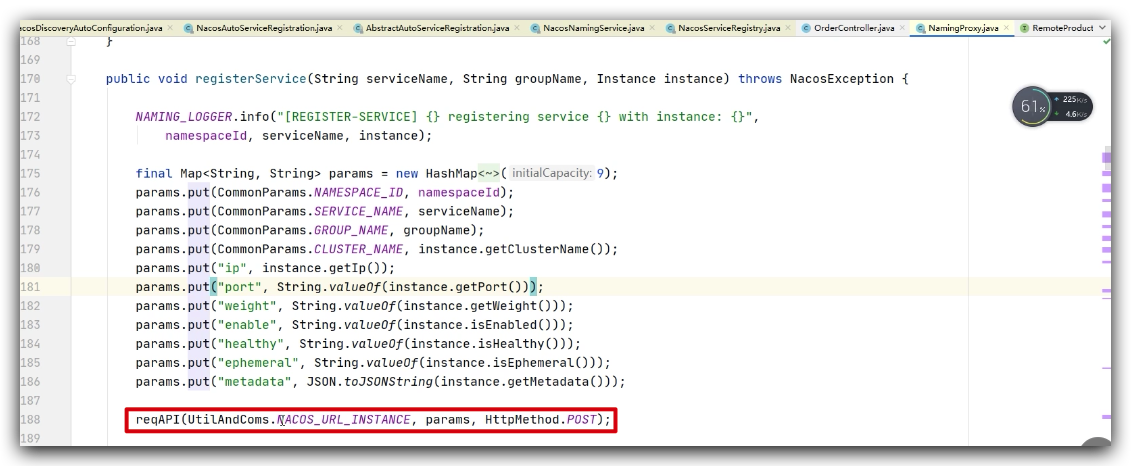 acosDiscoveryAutoConfiguration.java NacosAutoServiceRegistration.java AbstractAutoServiceRegistration.java NacosNamingService.java NacosServiceRegistry.java OrderController.java NamingProxy.java RemoteProduct
168 }
169
170 public void registerService(String serviceName, String groupName, Instance instance) throws NacosException {
171
172 NAMING_LOGGER.info("[REGISTER-SERVICE] {} registering service {} with instance: {}",
173 namespaceId, serviceName, instance);
174
175 final Map<String, String> params = new HashMap<~>( initialCapacity: 9);
176 params.put(CommonParams.NAMESPACE_ID, namespaceId);
177 params.put(CommonParams.SERVICE_NAME, serviceName);
178 params.put(CommonParams.GROUP_NAME, groupName);
179 params.put(CommonParams.CLUSTER_NAME, instance.getClusterName());
180 params.put("ip", instance.getIp());
181 params.put("port", String.valueOf(instance.getPort()));
182 params.put("weight", String.valueOf(instance.getWeight()));
183 params.put("enable", String.valueOf(instance.isEnabled()));
184 params.put("healthy", String.valueOf(instance.isHealthy()));
185 params.put("ephemeral", String.valueOf(instance.isEphemeral()));
186 params.put("metadata", JSON.toJSONString(instance.getMetadata()));
187
188 reqAPI(UtilAndComs.NACOS_URL_INSTANCE, params, HttpMethod.POST);
189
61%
225K/s
4.6K/s